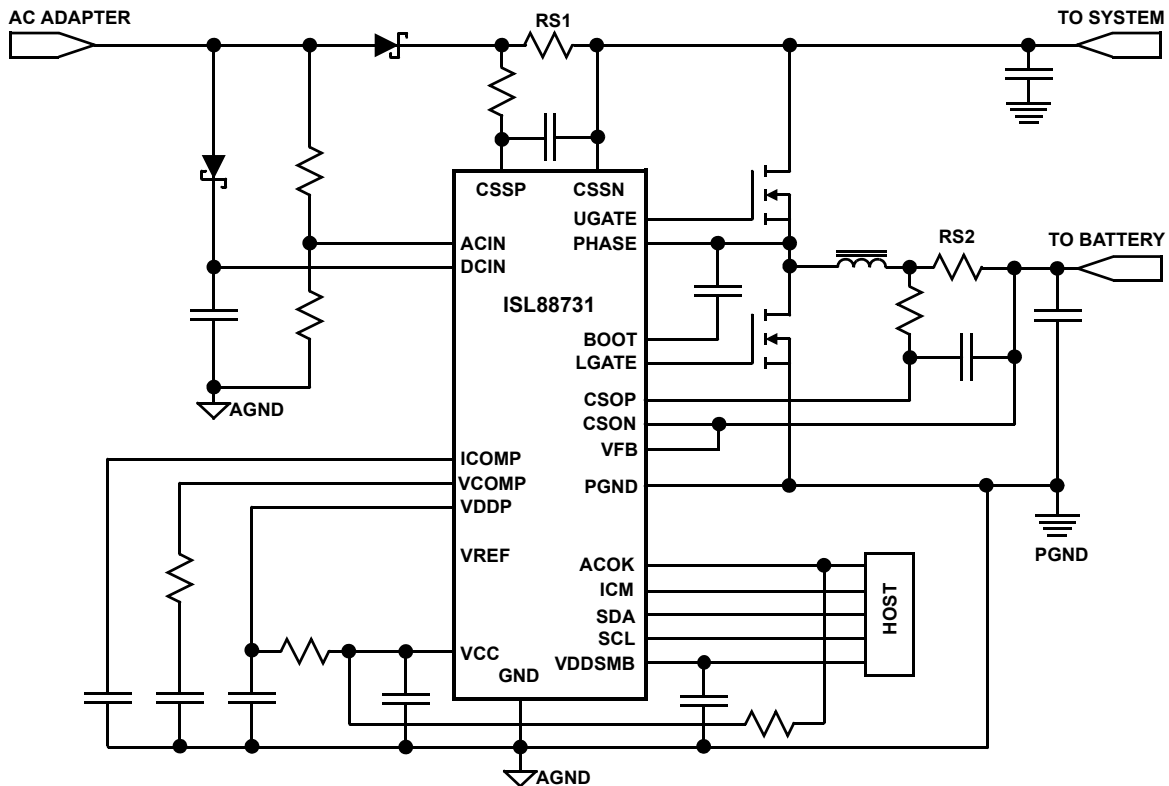 AC ADAPTER
RS1
TO SYSTEM
CSSP
CSSN
UGATE
PHASE
RS2
TO BATTERY
ACIN
DCIN
ISL88731
BOOT
LGATE
AGND
CSOP
CSON
VFB
ICOMP
VCOMP
VDDP
PGND
VREF
PGND
ACOK
ICM
SDA
SCL
VDDSMB
HOST
VCC
GND
AGND